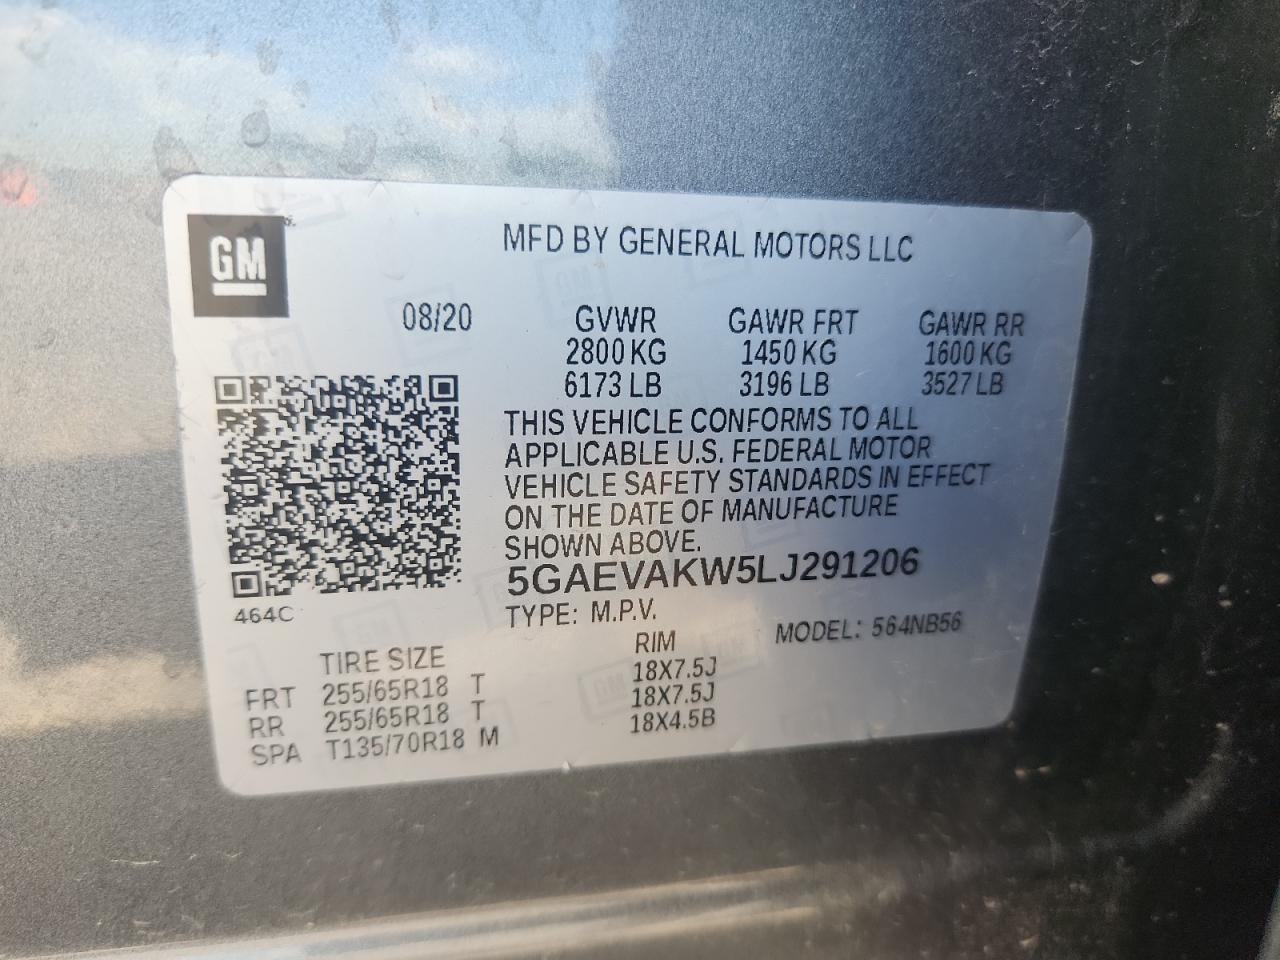 GM
MFD BY GENERAL MOTORS LLC
08/20 GVWR GAWR FRT GAWR RR
2800 KG 1450 KG 1600 KG
6173 LB 3196 LB 3527 LB
THIS VEHICLE CONFORMS TO ALL
APPLICABLE U.S. FEDERAL MOTOR
VEHICLE SAFETY STANDARDS IN EFFECT
ON THE DATE OF MANUFACTURE
SHOWN ABOVE.
5GAEVAKW5LJ291206
464C
TYPE: M.P.V. MODEL: 564NB56
TIRE SIZE RIM
FRT 255/65R18 T 18X7.5J
RR 255/65R18 T 18X7.5J
SPA T135/70R18 M 18X4.5B